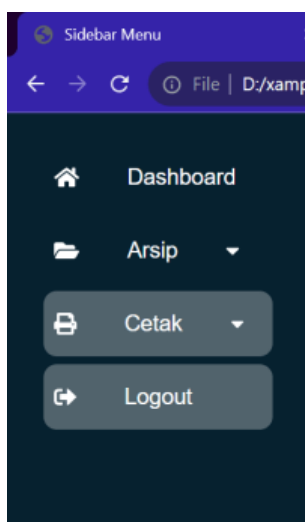 Sidebar Menu
File | D:/xamp
Dashboard
Arsip
Cetak
Logout